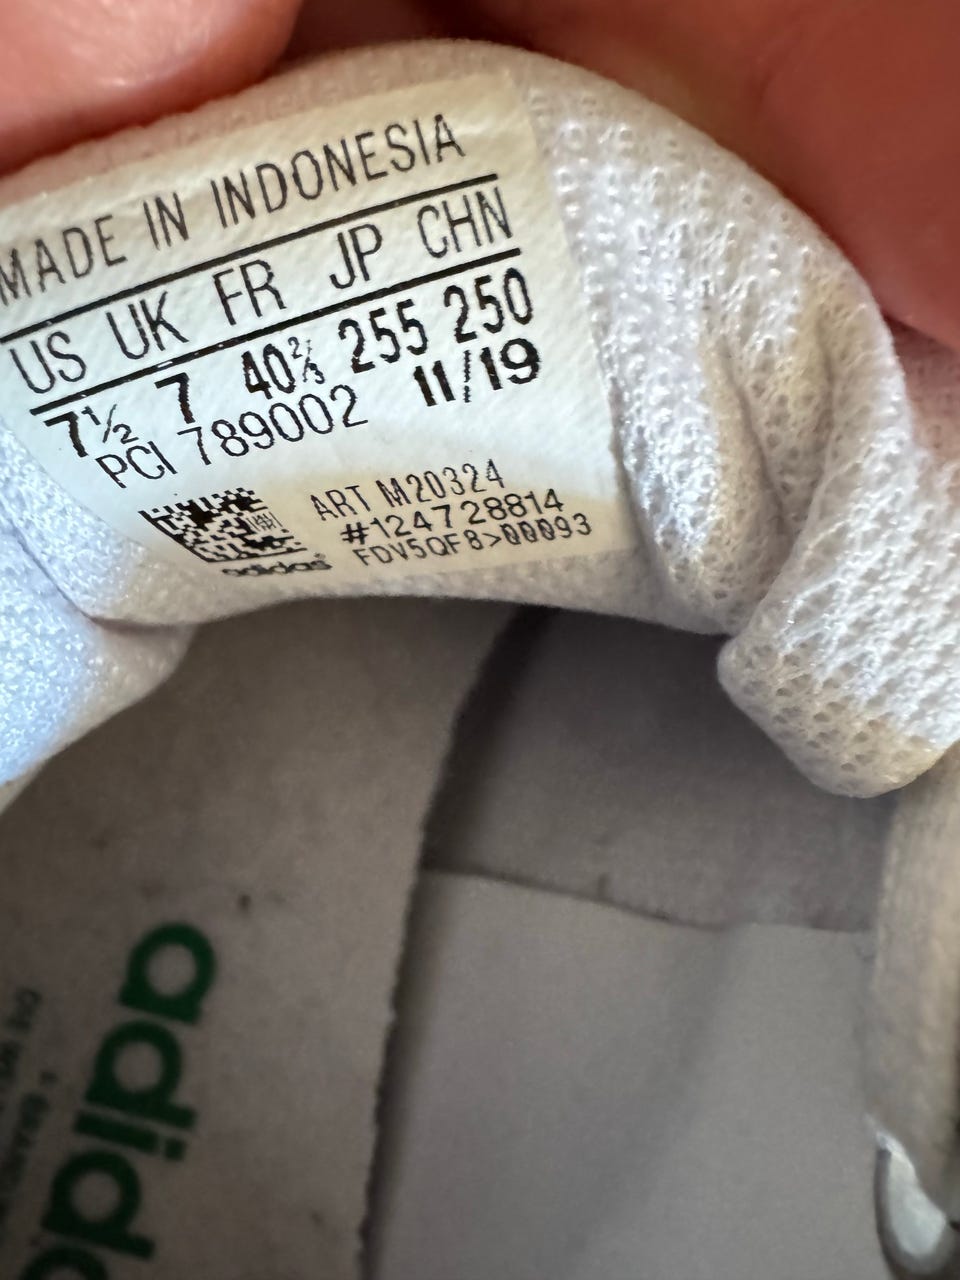 MADE IN INDONESIA
US UK FR JP CHN
7½ 7 40⅔ 255 250
PCI 789002 11/19
ART M20324
#124728814
FDV5QF8>00093
adidas
adida